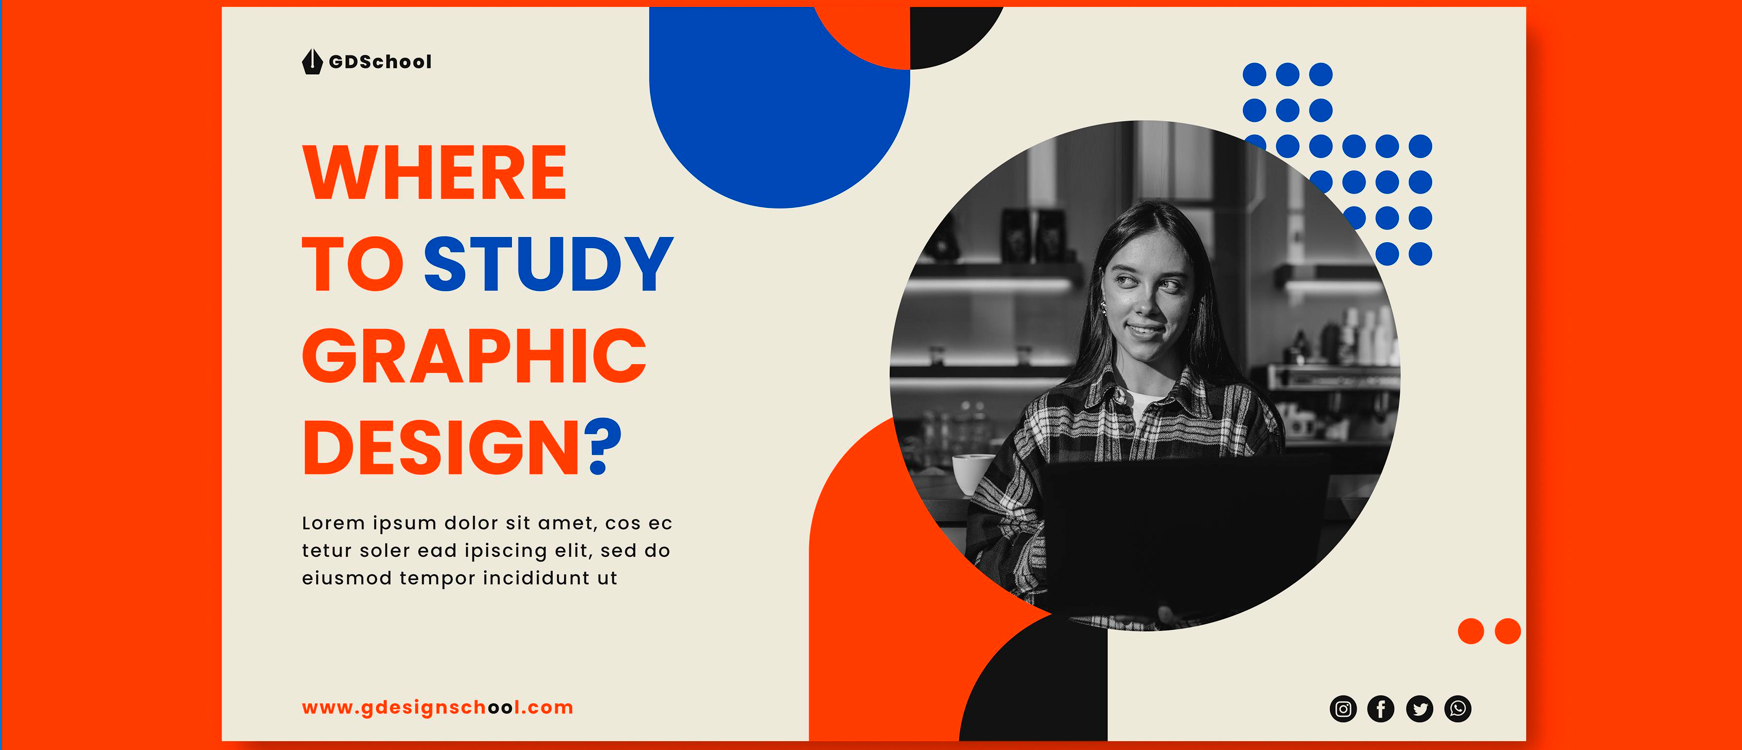 GDSchool
WHERE
TO STUDY
GRAPHIC
DESIGN?
Lorem ipsum dolor sit amet, cos ec
tetur soler ead ipiscing elit, sed do
eiusmod tempor incididunt ut
www.gdesignschool.com